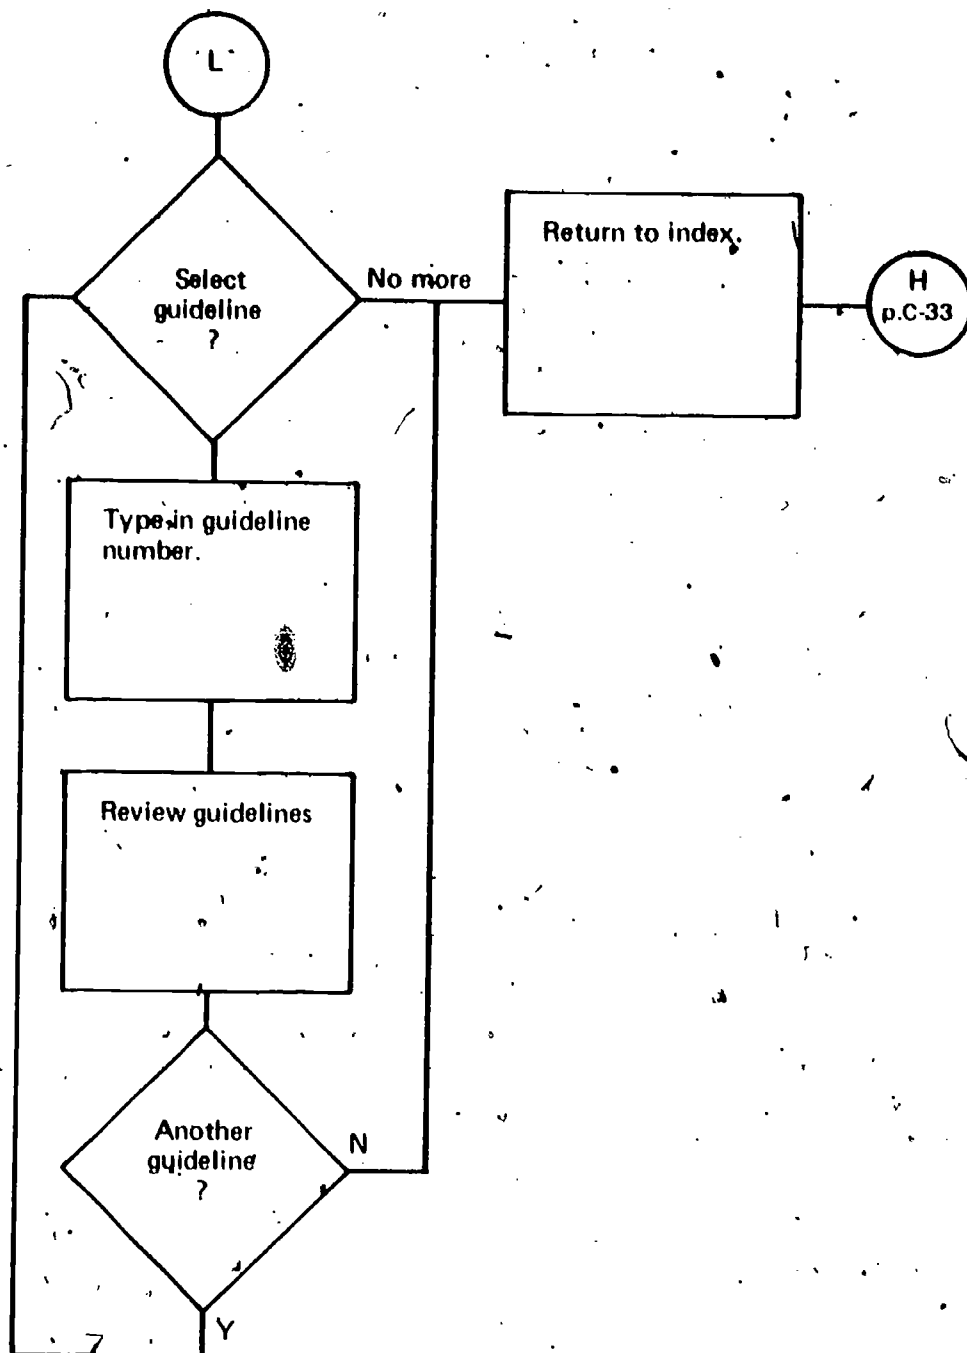 L
Select
guideline
?
No more
Return to index.
H
p.C-33
Type in guideline
number.
Review guidelines
Another
guideline
?
N
Y